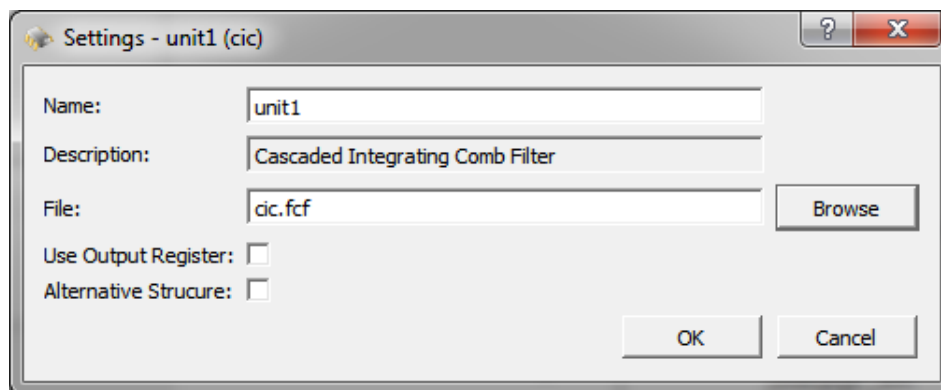 Settings - unit1 (cic)
?
X
Name: unit1
Description: Cascaded Integrating Comb Filter
File: cic.fcf Browse
Use Output Register:
Alternative Strucure:
OK Cancel